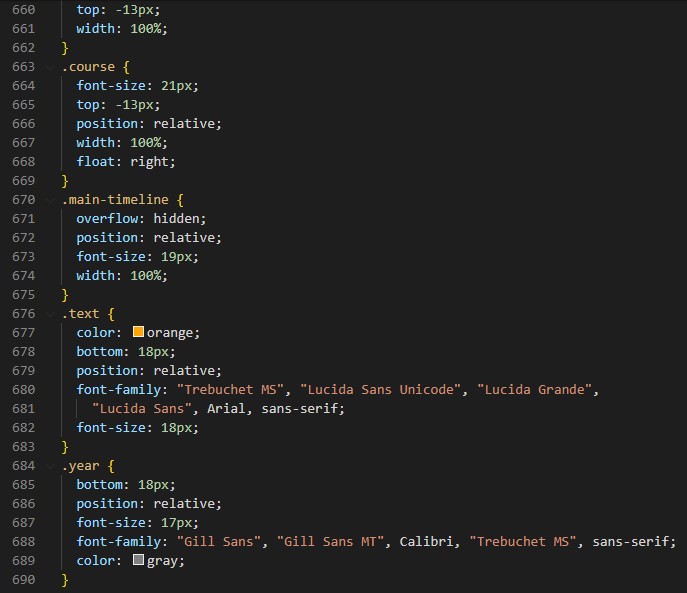 660 top: -13px;
661 width: 100%;
662 }
663 .course {
664 font-size: 21px;
665 top: -13px;
666 position: relative;
667 width: 100%;
668 float: right;
669 }
670 .main-timeline {
671 overflow: hidden;
672 position: relative;
673 font-size: 19px;
674 width: 100%;
675 }
676 .text {
677 color: orange;
678 bottom: 18px;
679 position: relative;
680 font-family: "Trebuchet MS", "Lucida Sans Unicode", "Lucida Grande",
681 "Lucida Sans", Arial, sans-serif;
682 font-size: 18px;
683 }
684 .year {
685 bottom: 18px;
686 position: relative;
687 font-size: 17px;
688 font-family: "Gill Sans", "Gill Sans MT", Calibri, "Trebuchet MS", sans-serif;
689 color: gray;
690 }